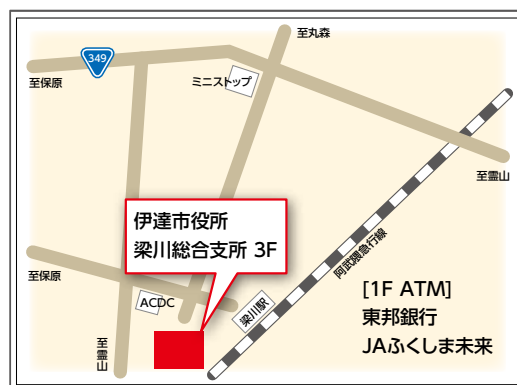 至丸森
349
ミニストップ
至保原
至霊山
伊達市役所
梁川総合支所 3F
阿武隈急行線
至保原
ACDC
梁川駅
[1F ATM]
東邦銀行
JAふくしま未来
至霊山